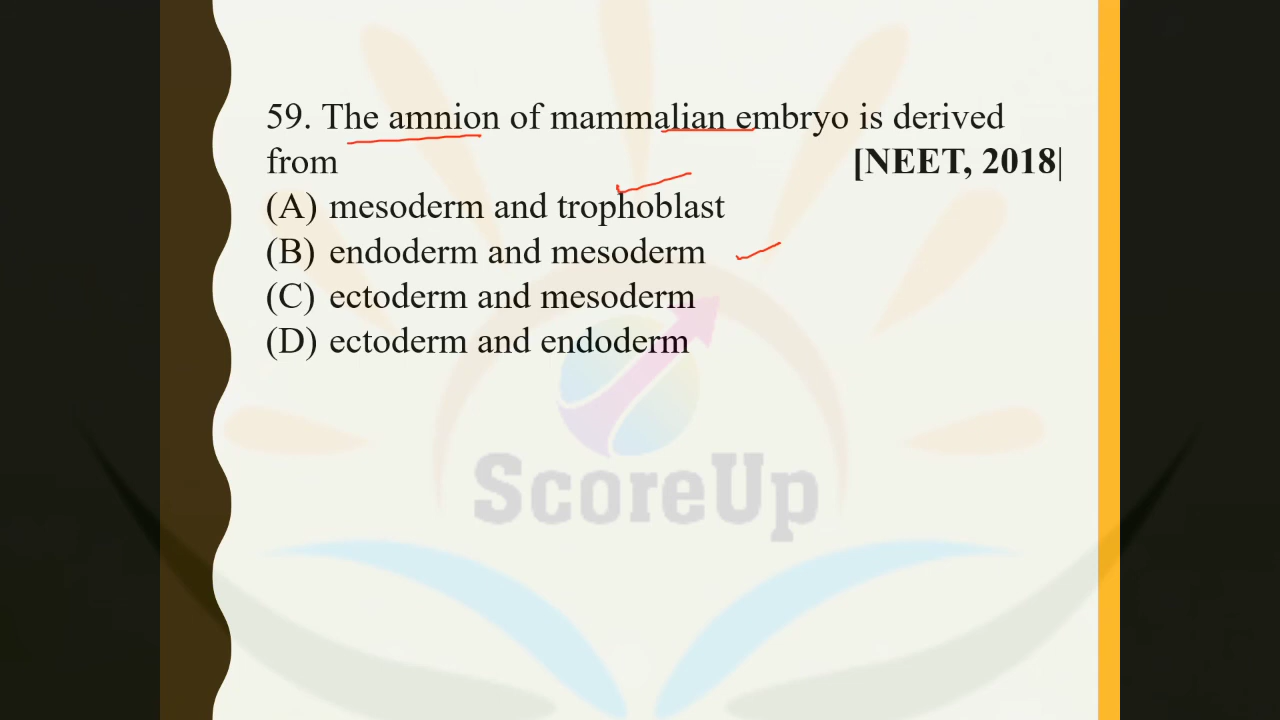 59. The amnion of mammalian embryo is derived
from [NEET, 2018|
(A) mesoderm and trophoblast
(B) endoderm and mesoderm
(C) ectoderm and mesoderm
(D) ectoderm and endoderm
ScoreUp